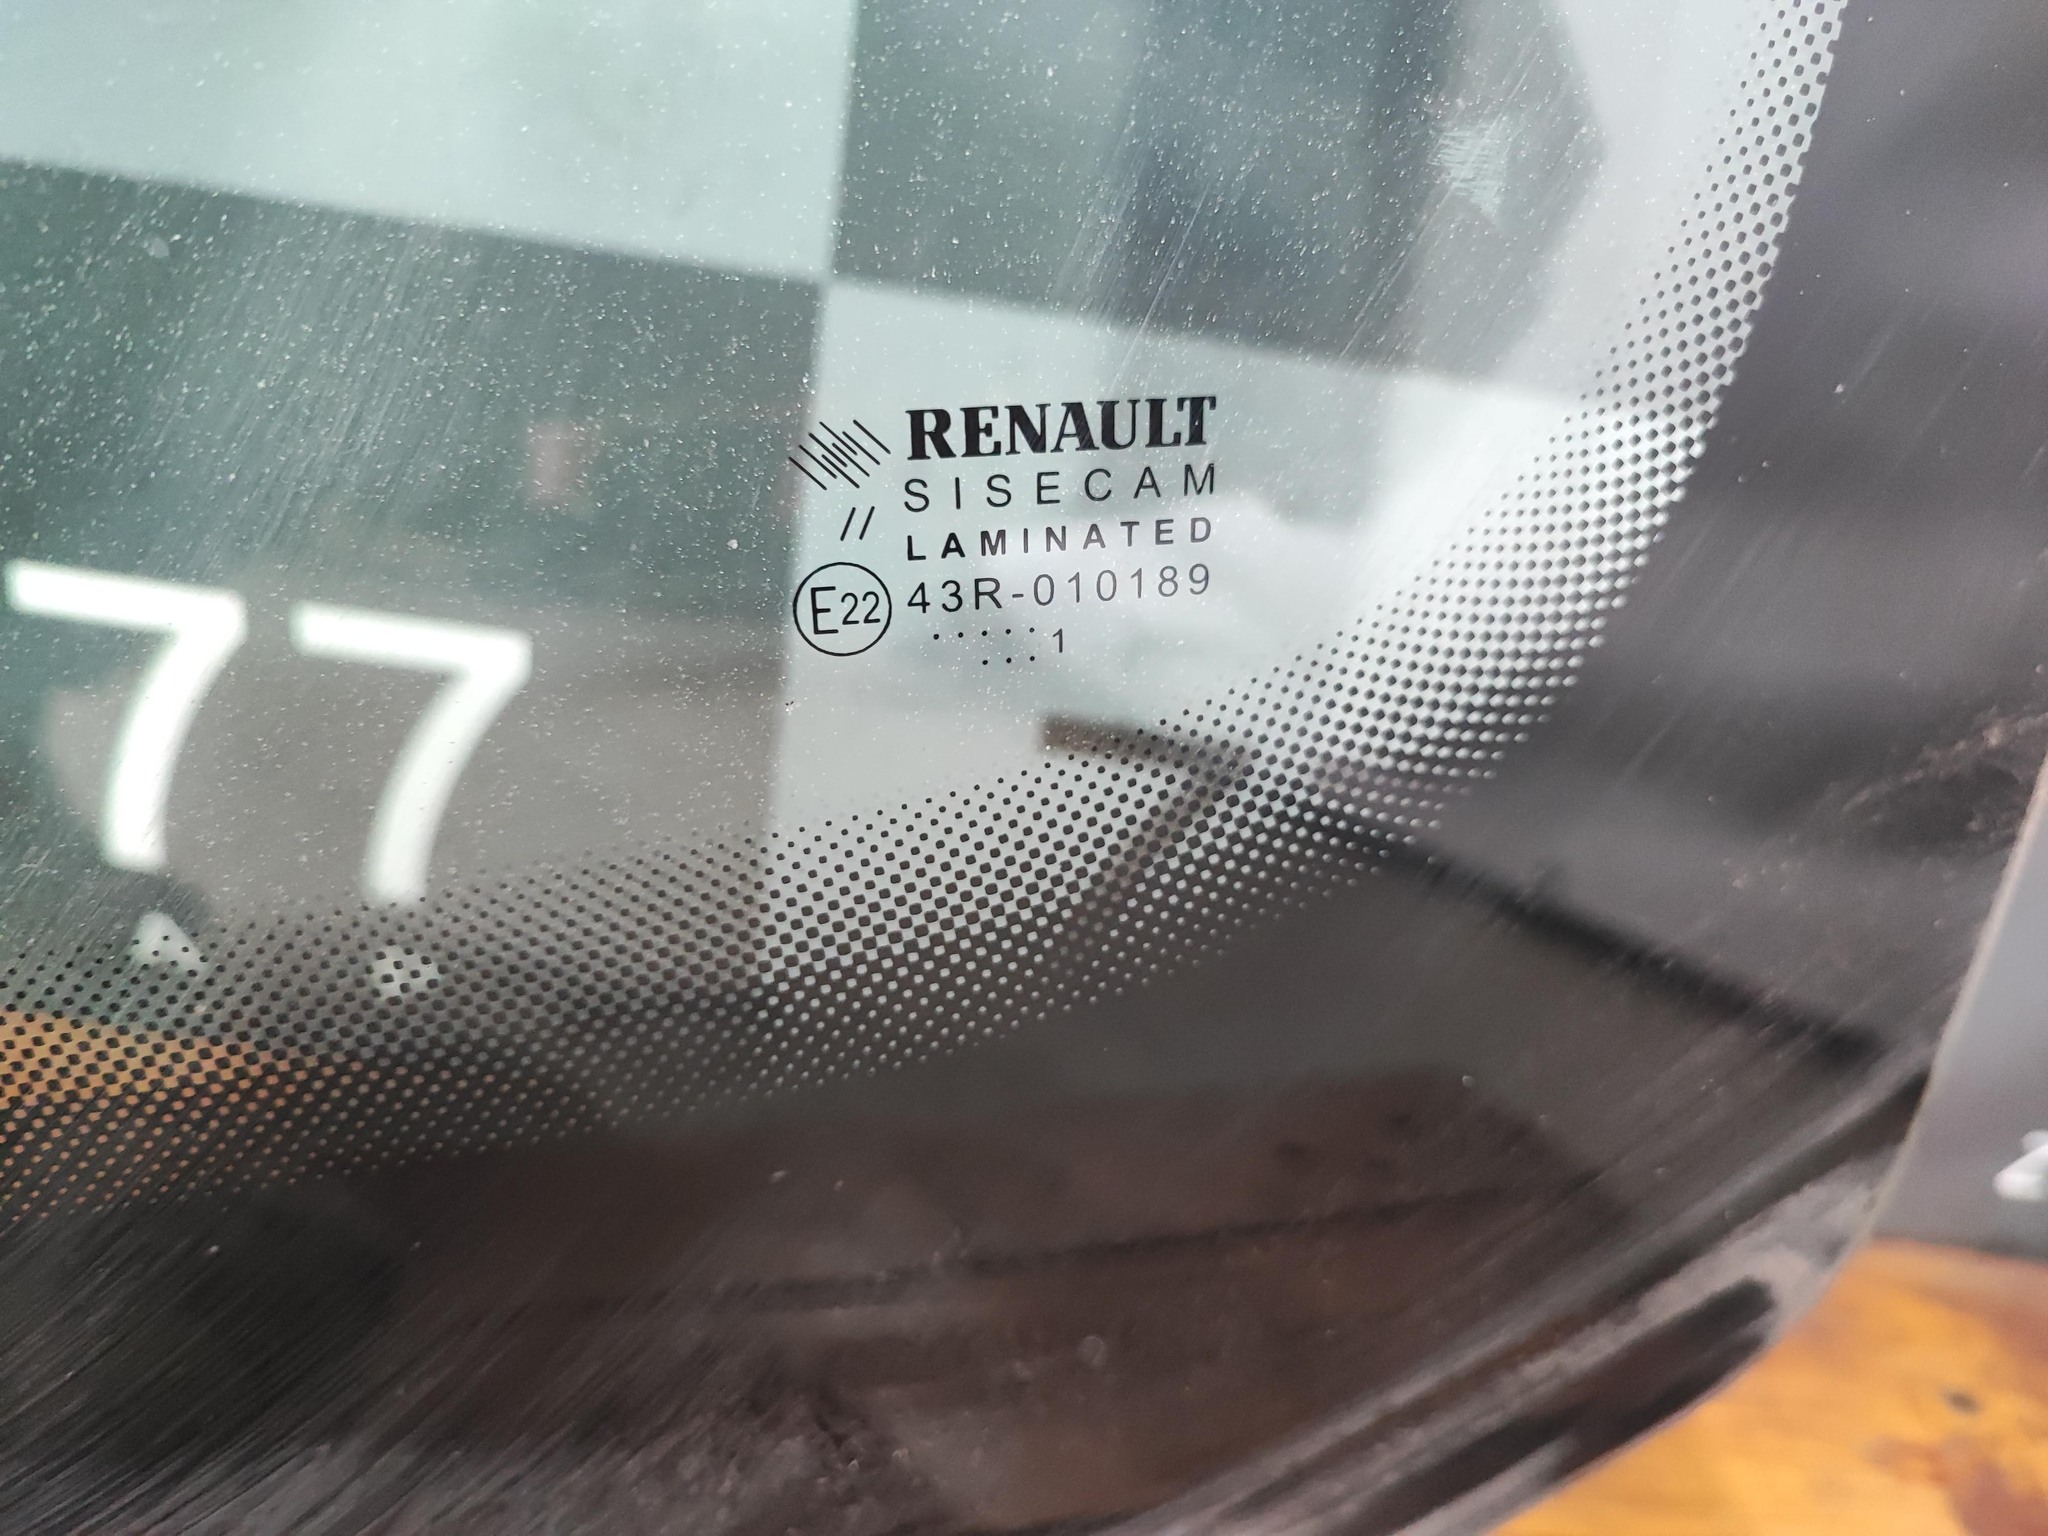 RENAULT
SISECAM
//
LAMINATED
E22 43R-010189
.....1
...
77